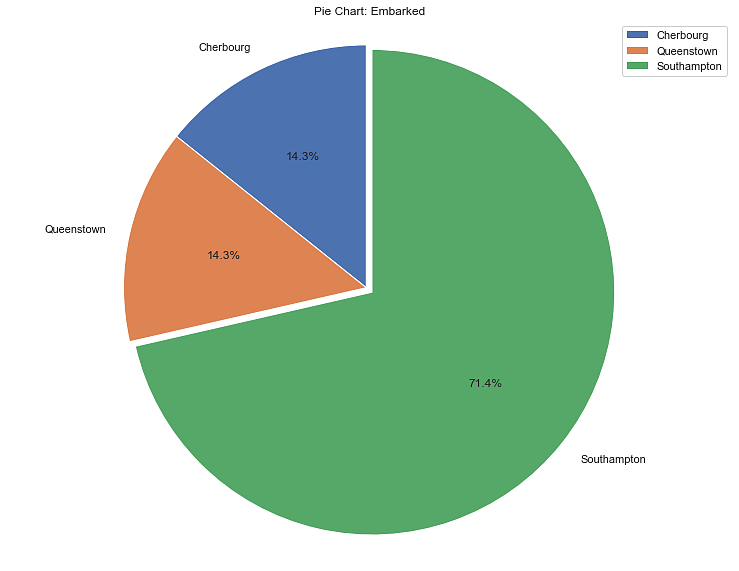 Pie Chart: Embarked
Cherbourg
Queenstown
Southampton
Cherbourg
14.3%
Queenstown
14.3%
71.4%
Southampton